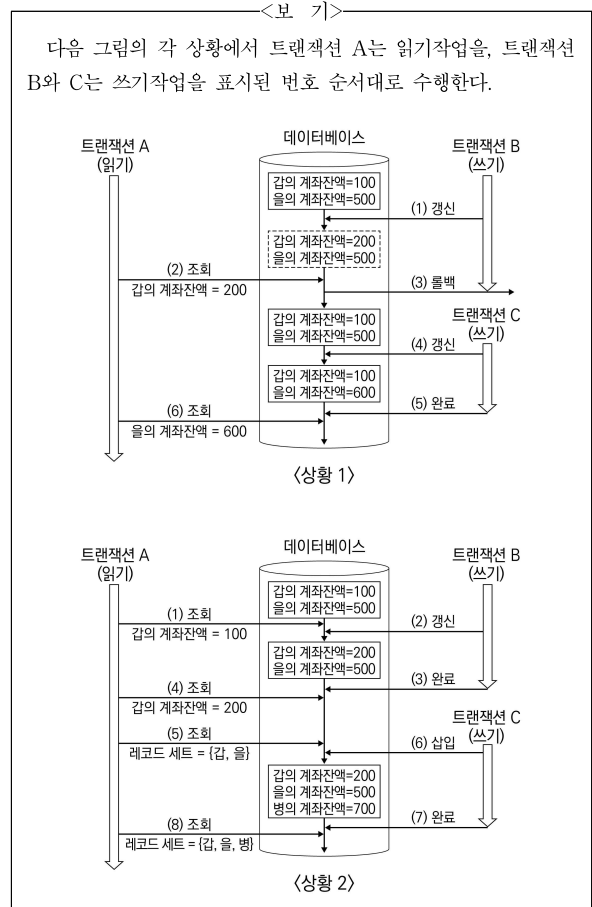 <보 기>
다음 그림의 각 상황에서 트랜잭션 A는 읽기작업을, 트랜잭션
B와 C는 쓰기작업을 표시된 번호 순서대로 수행한다.
트랜잭션 A
(읽기)
데이터베이스
트랜잭션 B
(쓰기)
갑의 계좌잔액=100
을의 계좌잔액=500
(1) 갱신
갑의 계좌잔액=200
을의 계좌잔액=500
(2) 조회
갑의 계좌잔액 = 200
(3) 롤백
트랜잭션 C
(쓰기)
갑의 계좌잔액=100
을의 계좌잔액=500
(4) 갱신
갑의 계좌잔액=100
을의 계좌잔액=600
(5) 완료
(6) 조회
을의 계좌잔액 = 600
〈상황 1〉
트랜잭션 A
(읽기)
데이터베이스
트랜잭션 B
(쓰기)
갑의 계좌잔액=100
을의 계좌잔액=500
(1) 조회
갑의 계좌잔액 = 100
(2) 갱신
갑의 계좌잔액=200
을의 계좌잔액=500
(3) 완료
(4) 조회
갑의 계좌잔액 = 200
트랜잭션 C
(쓰기)
(5) 조회
레코드 세트 = {갑, 을}
(6) 삽입
갑의 계좌잔액=200
을의 계좌잔액=500
병의 계좌잔액=700
(7) 완료
(8) 조회
레코드 세트 = {갑, 을, 병}
〈상황 2〉